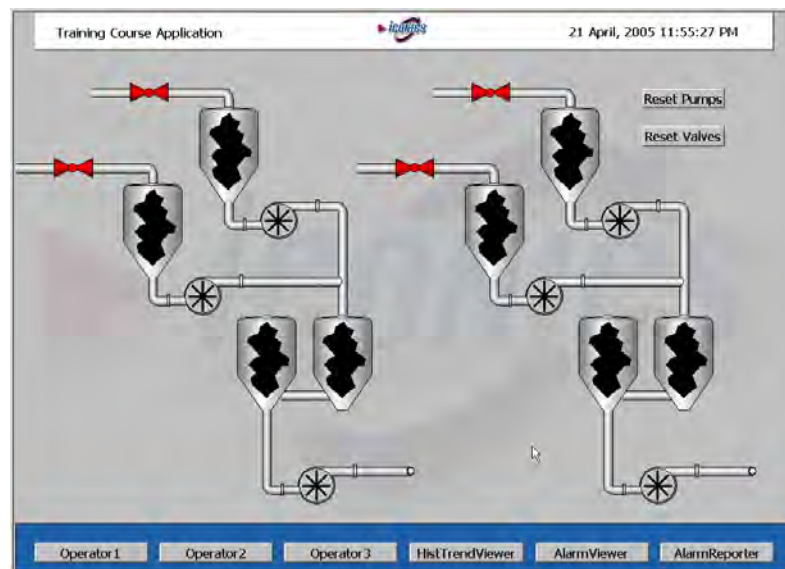 Training Course Application
iconics
21 April, 2005 11:55:27 PM
Reset Pumps
Reset Valves
Operator1
Operator2
Operator3
HistTrendViewer
AlarmViewer
AlarmReporter